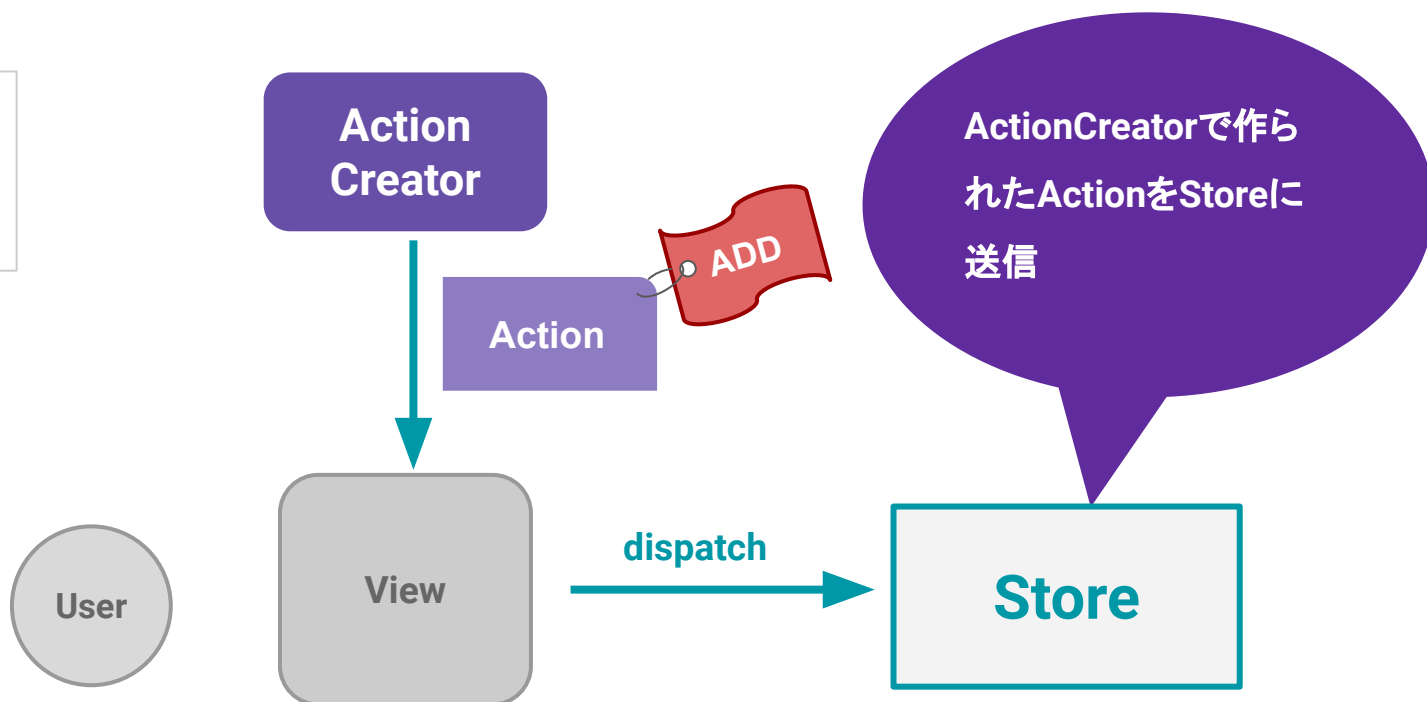 Action
Creator
ADD
Action
ActionCreatorで作ら
れたActionをStoreに
送信
dispatch
User
View
Store